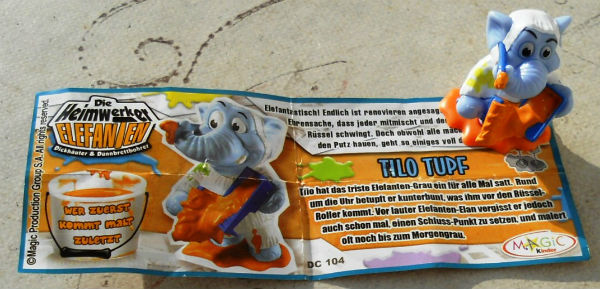 Die
Heimwerker
ELEFANTEN
Dickhäuter & Dünnbrettbohrer
WER ZUERST
KOMMT MALT
ZULETZT
©Magic Production Group S.A. All rights reserved.
Elefantastisch! Endlich ist renovieren angesag
Ehrensache, dass jeder mitmischt und de
Rüssel schwingt. Doch obwohl alle mäch
den Putz hauen, geht so einiges voll d
TILO TUPF
Tilo hat das triste Elefanten-Grau ein für alle Mal satt. Rund
um die Uhr betupft er kunterbunt, was ihm vor den Rüssel-
Roller kommt. Vor lauter Elefanten-Elan vergisst er jedoch
auch schon mal, einen Schluss-Punkt zu setzen, und malert
oft noch bis zum Morgengrau.
DC 104
MAGIC
Kinder